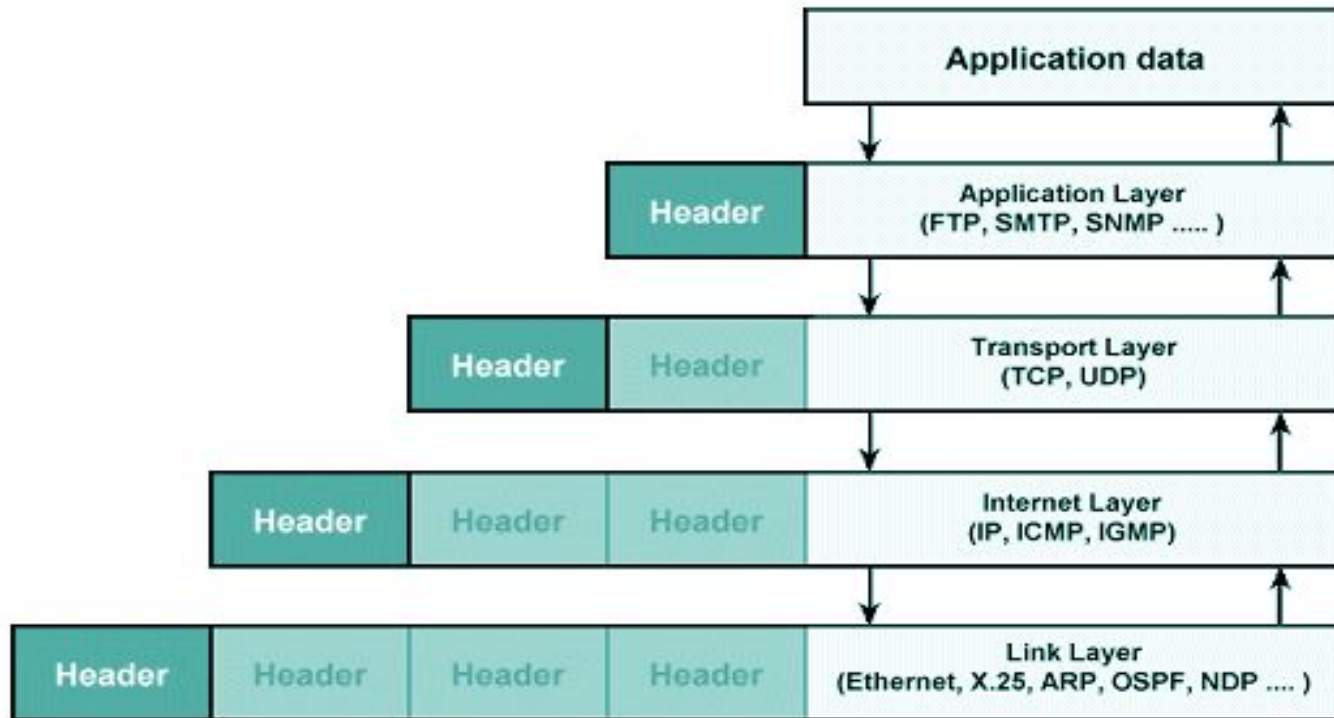 Application data
Header
Application Layer
(FTP, SMTP, SNMP ..... )
Header
Header
Transport Layer
(TCP, UDP)
Header
Header
Header
Internet Layer
(IP, ICMP, IGMP)
Header
Header
Header
Header
Link Layer
(Ethernet, X.25, ARP, OSPF, NDP .... )